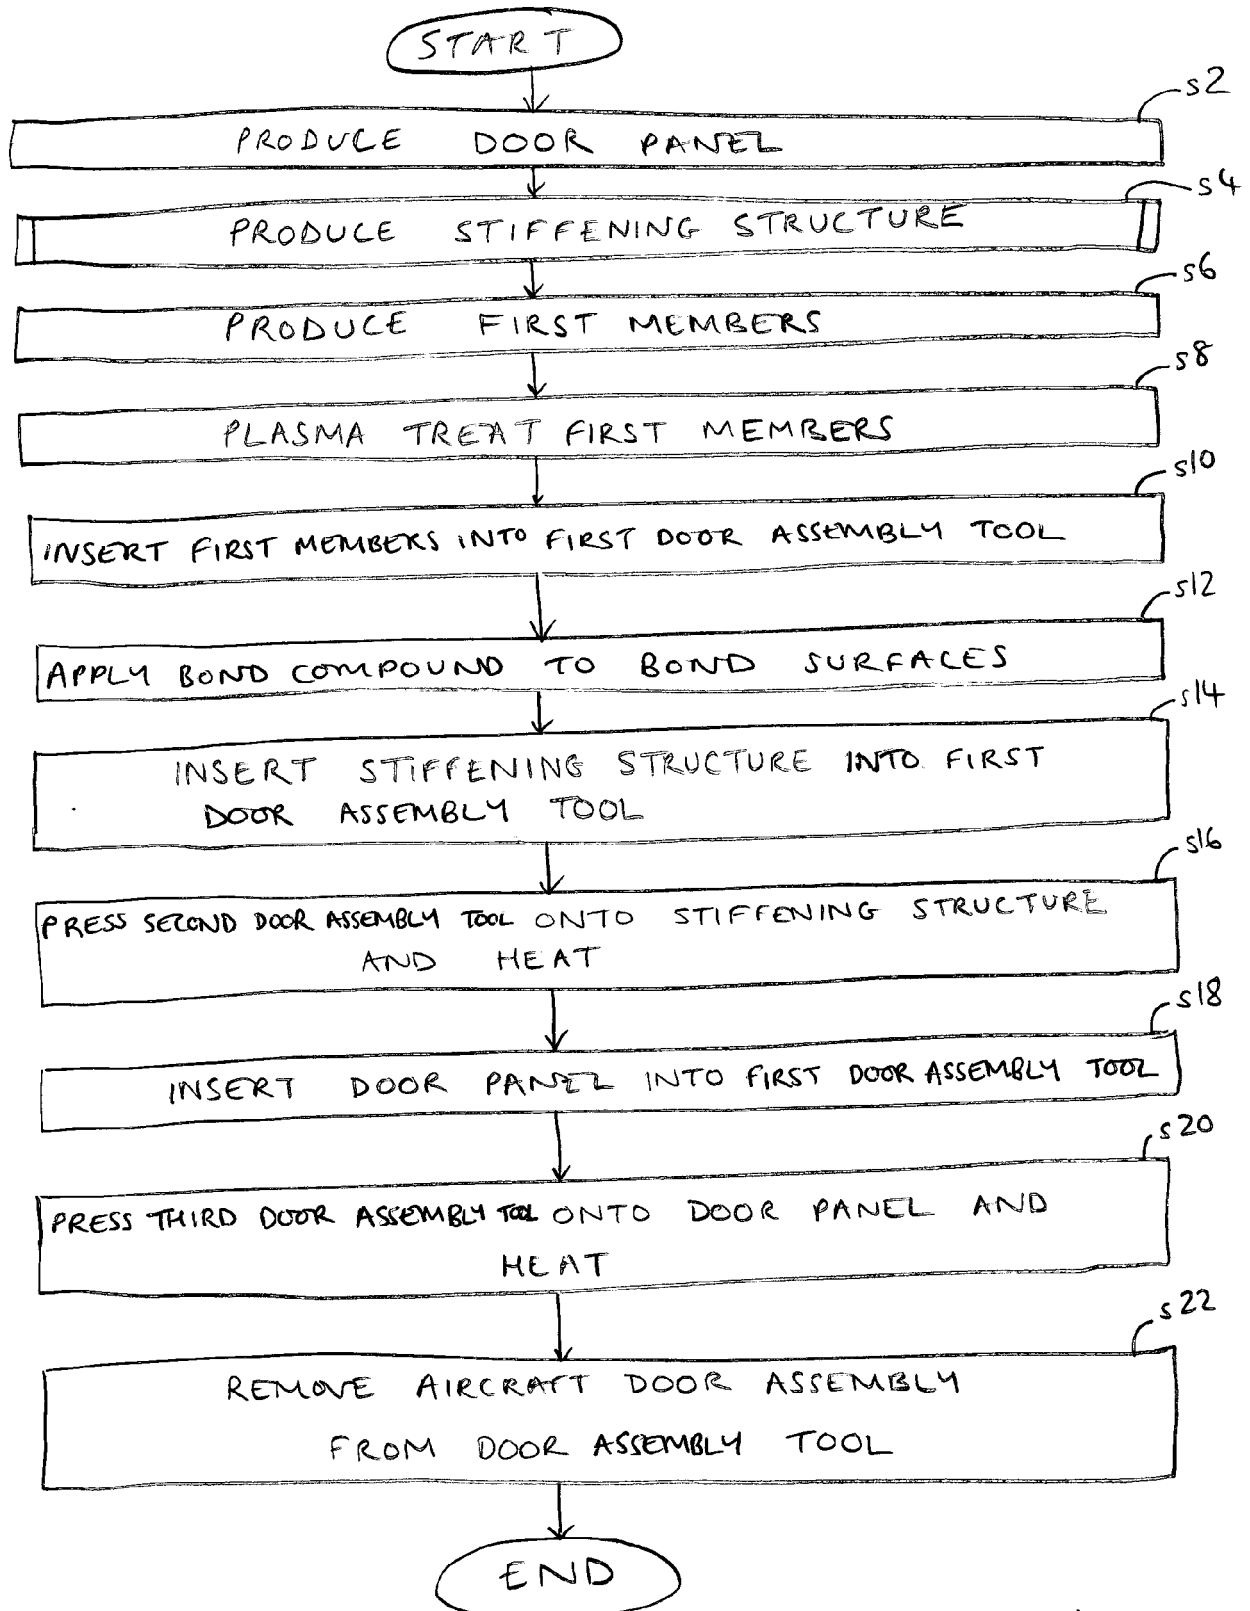 START
s2
PRODUCE DOOR PANEL
s4
PRODUCE STIFFENING STRUCTURE
s6
PRODUCE FIRST MEMBERS
s8
PLASMA TREAT FIRST MEMBERS
s10
INSERT FIRST MEMBERS INTO FIRST DOOR ASSEMBLY TOOL
s12
APPLY BOND COMPOUND TO BOND SURFACES
s14
INSERT STIFFENING STRUCTURE INTO FIRST
DOOR ASSEMBLY TOOL
s16
PRESS SECOND DOOR ASSEMBLY TOOL ONTO STIFFENING STRUCTURE
AND HEAT
s18
INSERT DOOR PANEL INTO FIRST DOOR ASSEMBLY TOOL
s20
PRESS THIRD DOOR ASSEMBLY TOOL ONTO DOOR PANEL AND
HEAT
s22
REMOVE AIRCRAFT DOOR ASSEMBLY
FROM DOOR ASSEMBLY TOOL
END